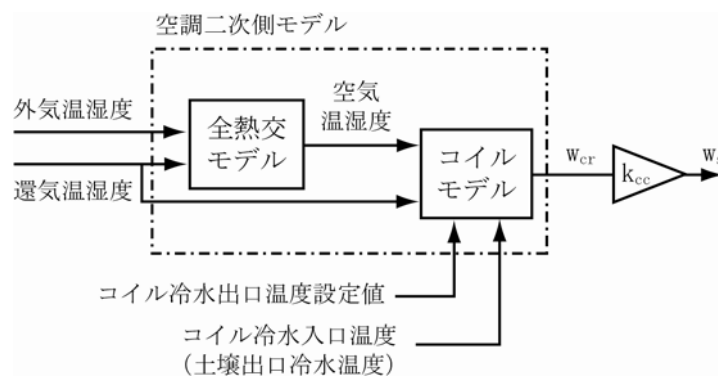 空調二次側モデル
外気温湿度
還気温湿度
全熱交
モデル
空気
温湿度
コイル
モデル
Wcr
kcc
コイル冷水出口温度設定値
コイル冷水入口温度
(土壌出口冷水温度)